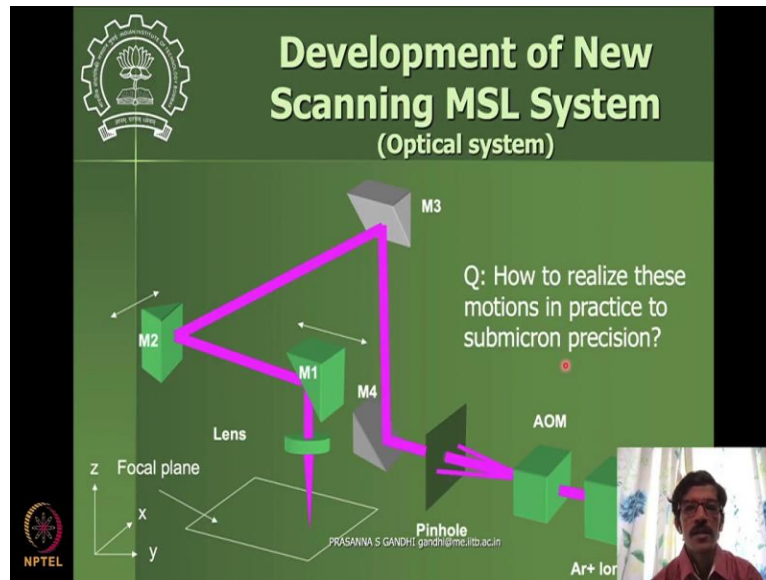 Development of New
Scanning MSL System
(Optical system)
M3
Q: How to realize these
motions in practice to
submicron precision?
M2
M1
M4
AOM
Lens
z
Focal plane
x
y
Pinhole
PRASANNA S GANDHI gandhi@me.iitb.ac.in
Ar+ Ion
NPTEL